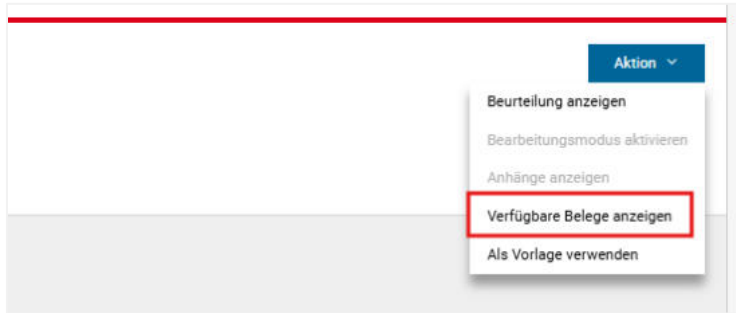 Aktion
Beurteilung anzeigen
Bearbeitungsmodus aktivieren
Anhänge anzeigen
Verfügbare Belege anzeigen
Als Vorlage verwenden